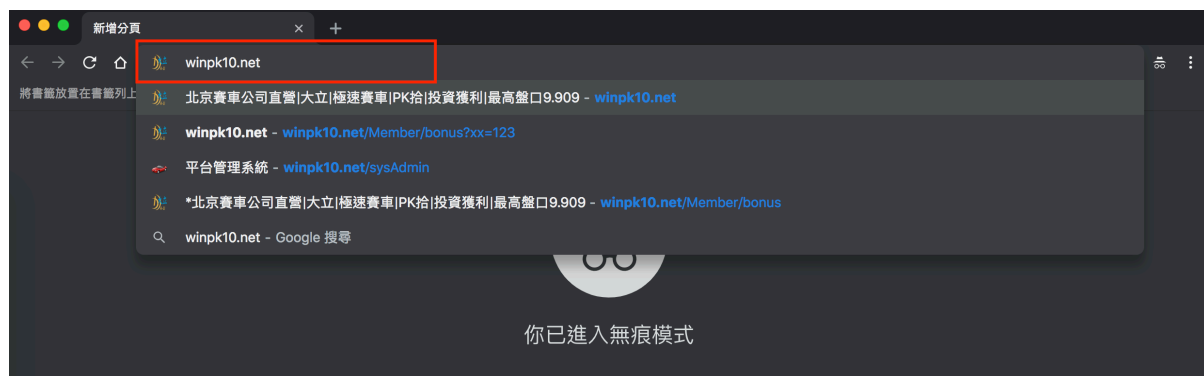 新增分頁
winpk10.net
將書籤放置在書籤列上
北京賽車公司直營|大立|極速賽車|PK拾|投資獲利|最高盤口9.909 - winpk10.net
winpk10.net - winpk10.net/Member/bonus?xx=123
平台管理系統 - winpk10.net/sysAdmin
*北京賽車公司直營|大立|極速賽車|PK拾|投資獲利|最高盤口9.909 - winpk10.net/Member/bonus
winpk10.net - Google 搜尋
你已進入無痕模式